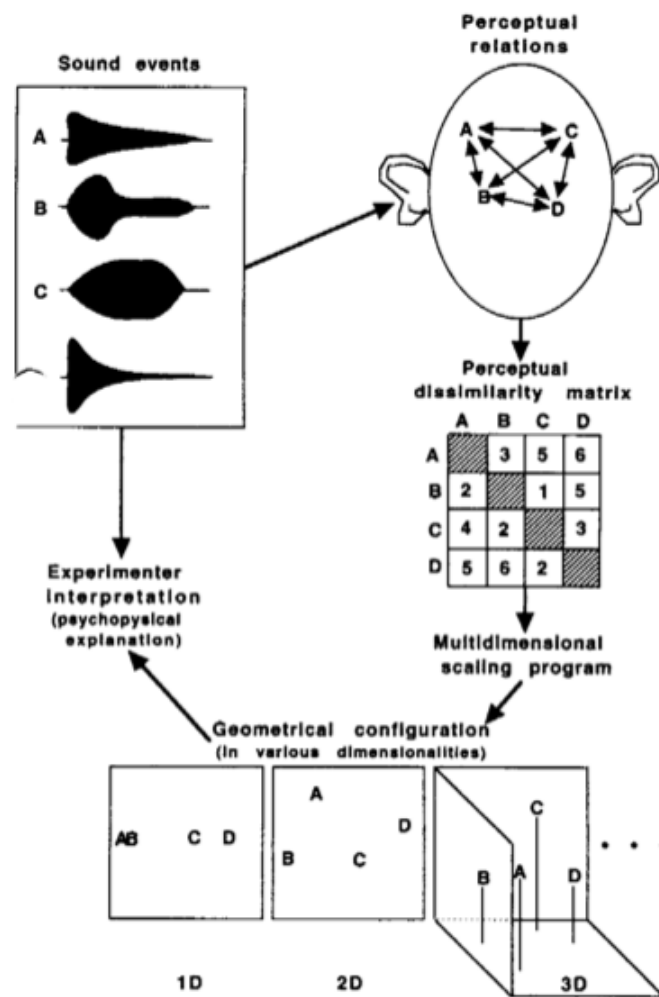 Sound events
A
B
C
Perceptual
relations
A C
B D
Perceptual
dissimilarity matrix
A B C D
A 3 5 6
B 2 1 5
C 4 2 3
D 5 6 2
Experimenter
interpretation
(psychopysical
explanation)
Multidimensional
scaling program
Geometrical configuration
(in various dimensionalities)
AB C D
A
B C D
C
B A D
. . .
1D 2D 3D